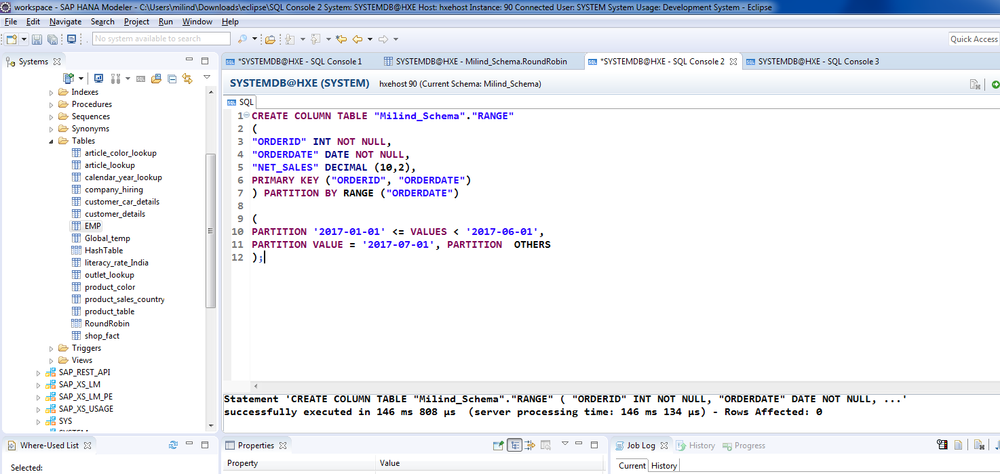 workspace - SAP HANA Modeler - C:\Users\milind\Downloads\eclipse\SQL Console 2 System: SYSTEMDB@HXE Host: hxehost Instance: 90 Connected User: SYSTEM System Usage: Development System - Eclipse
File Edit Navigate Search Project Run Window Help
No system available to search
Quick Access
Systems
*SYSTEMDB@HXE - SQL Console 1
SYSTEMDB@HXE - Milind_Schema.RoundRobin
*SYSTEMDB@HXE - SQL Console 2
SYSTEMDB@HXE - SQL Console 3
Indexes
Procedures
Sequences
Synonyms
Tables
article_color_lookup
article_lookup
calendar_year_lookup
company_hiring
customer_car_details
customer_details
EMP
Global_temp
HashTable
literacy_rate_India
outlet_lookup
product_color
product_sales_country
product_table
RoundRobin
shop_fact
Triggers
Views
SAP_REST_API
SAP_XS_LM
SAP_XS_LM_PE
SAP_XS_USAGE
SYS
SYSTEM
SYSTEMDB@HXE (SYSTEM) hxehost 90 (Current Schema: Milind_Schema)
SQL
1 CREATE COLUMN TABLE "Milind_Schema"."RANGE"
2 (
3 "ORDERID" INT NOT NULL,
4 "ORDERDATE" DATE NOT NULL,
5 "NET_SALES" DECIMAL (10,2),
6 PRIMARY KEY ("ORDERID", "ORDERDATE")
7 ) PARTITION BY RANGE ("ORDERDATE")
8
9 (
10 PARTITION '2017-01-01' <= VALUES < '2017-06-01',
11 PARTITION VALUE = '2017-07-01', PARTITION  OTHERS
12 );
Statement 'CREATE COLUMN TABLE "Milind_Schema"."RANGE" ( "ORDERID" INT NOT NULL, "ORDERDATE" DATE NOT NULL, ...'
successfully executed in 146 ms 808 µs  (server processing time: 146 ms 134 µs) - Rows Affected: 0
Where-Used List
Selected:
Properties
Property Value
Job Log History Progress
Current History